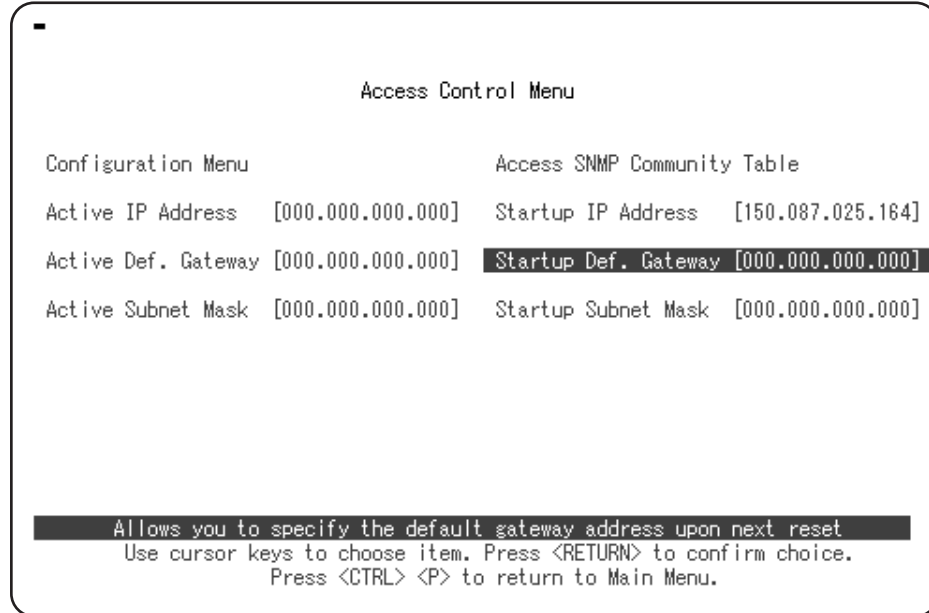 Access Control Menu
Configuration Menu Access SNMP Community Table
Active IP Address [000.000.000.000] Startup IP Address [150.087.025.164]
Active Def. Gateway [000.000.000.000] Startup Def. Gateway [000.000.000.000]
Active Subnet Mask [000.000.000.000] Startup Subnet Mask [000.000.000.000]
Allows you to specify the default gateway address upon next reset
Use cursor keys to choose item. Press <RETURN> to confirm choice.
Press <CTRL> <P> to return to Main Menu.